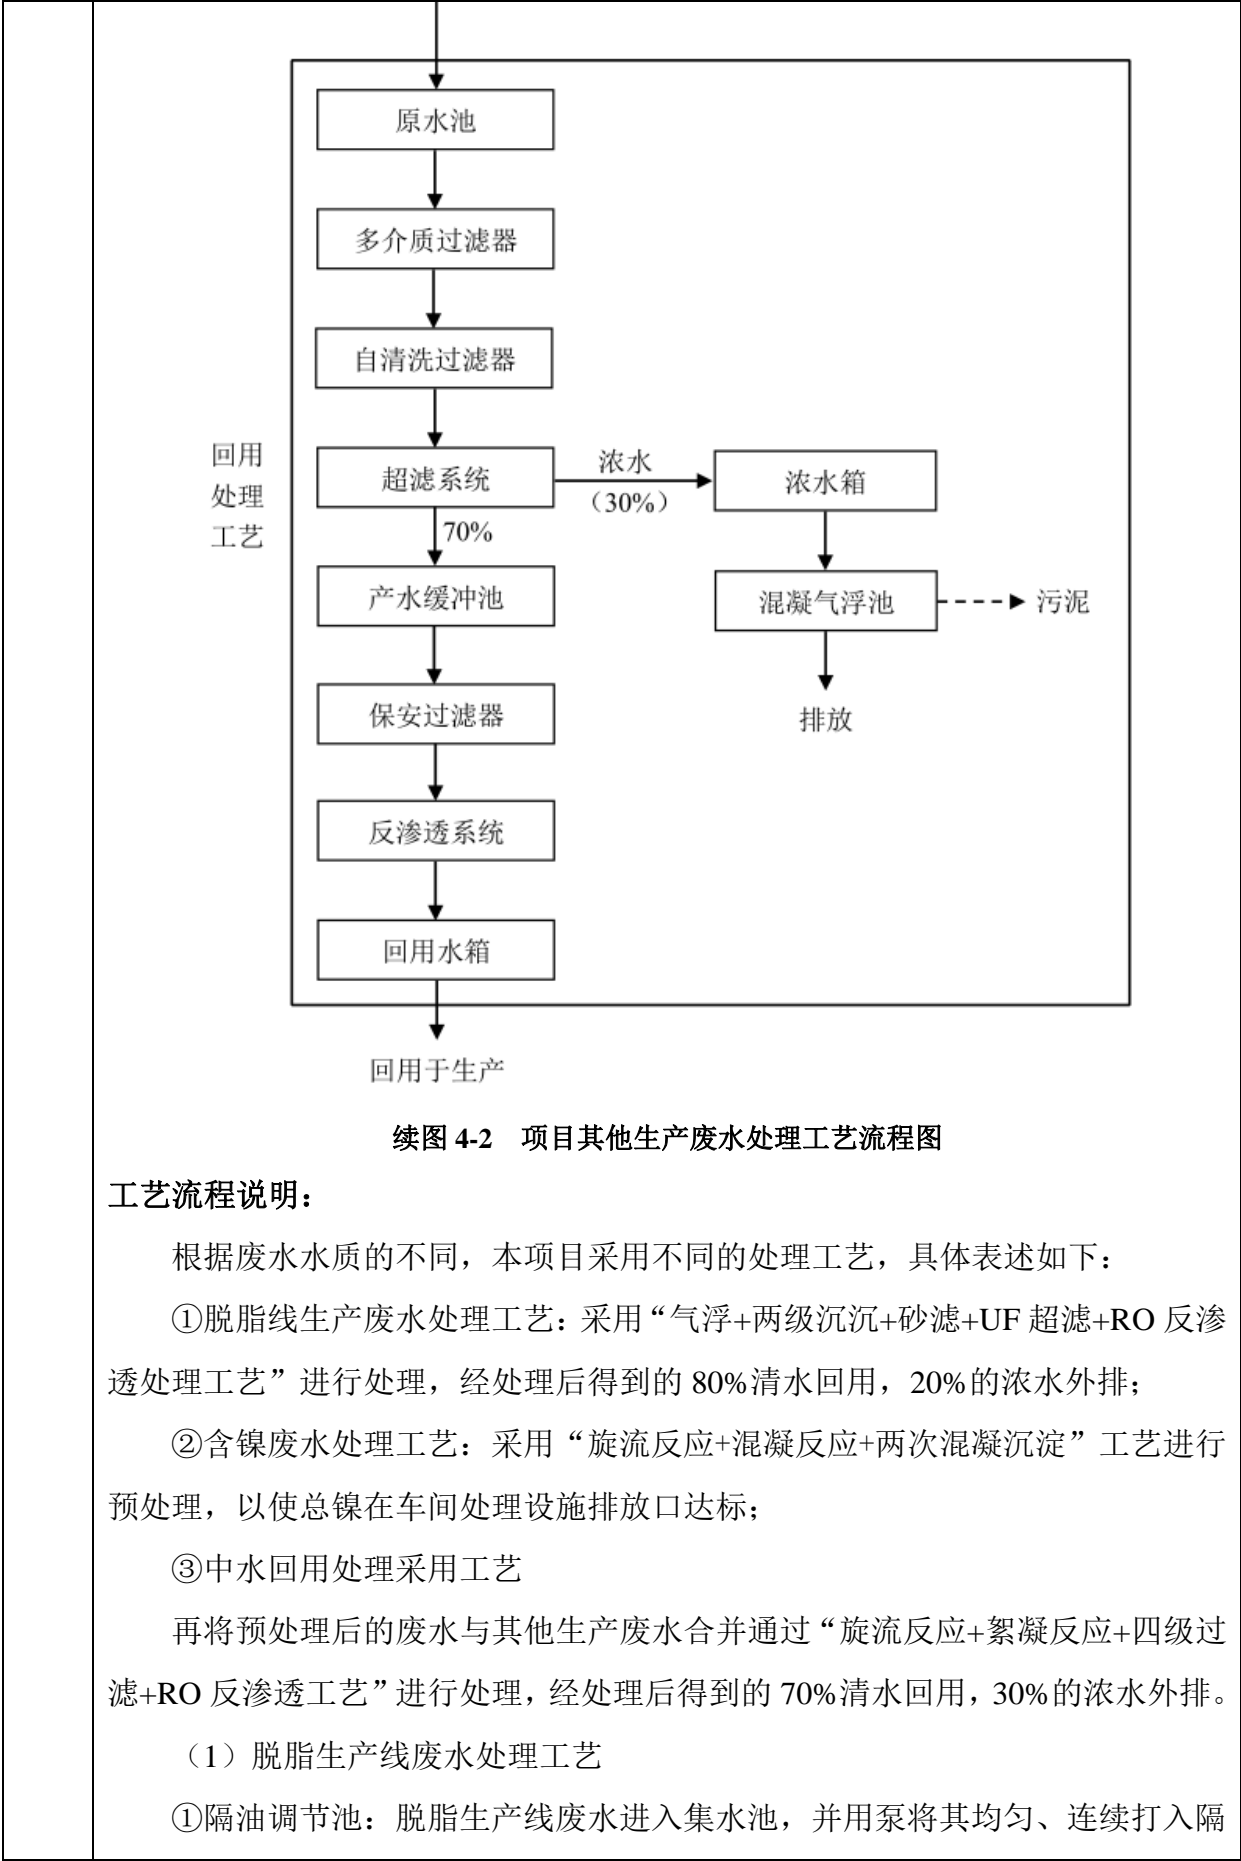 原水池
多介质过滤器
自清洗过滤器
回用
处理
工艺
超滤系统
浓水
（30%）
浓水箱
70%
产水缓冲池
混凝气浮池
污泥
保安过滤器
排放
反渗透系统
回用水箱
回用于生产
续图 4-2 项目其他生产废水处理工艺流程图
工艺流程说明：
根据废水水质的不同，本项目采用不同的处理工艺，具体表述如下：
①脱脂线生产废水处理工艺：采用“气浮+两级沉沉+砂滤+UF 超滤+RO 反渗
透处理工艺”进行处理，经处理后得到的 80%清水回用，20%的浓水外排；
②含镍废水处理工艺：采用“旋流反应+混凝反应+两次混凝沉淀”工艺进行
预处理，以使总镍在车间处理设施排放口达标；
③中水回用处理采用工艺
再将预处理后的废水与其他生产废水合并通过“旋流反应+絮凝反应+四级过
滤+RO 反渗透工艺”进行处理，经处理后得到的 70%清水回用，30%的浓水外排。
（1）脱脂生产线废水处理工艺
①隔油调节池：脱脂生产线废水进入集水池，并用泵将其均匀、连续打入隔